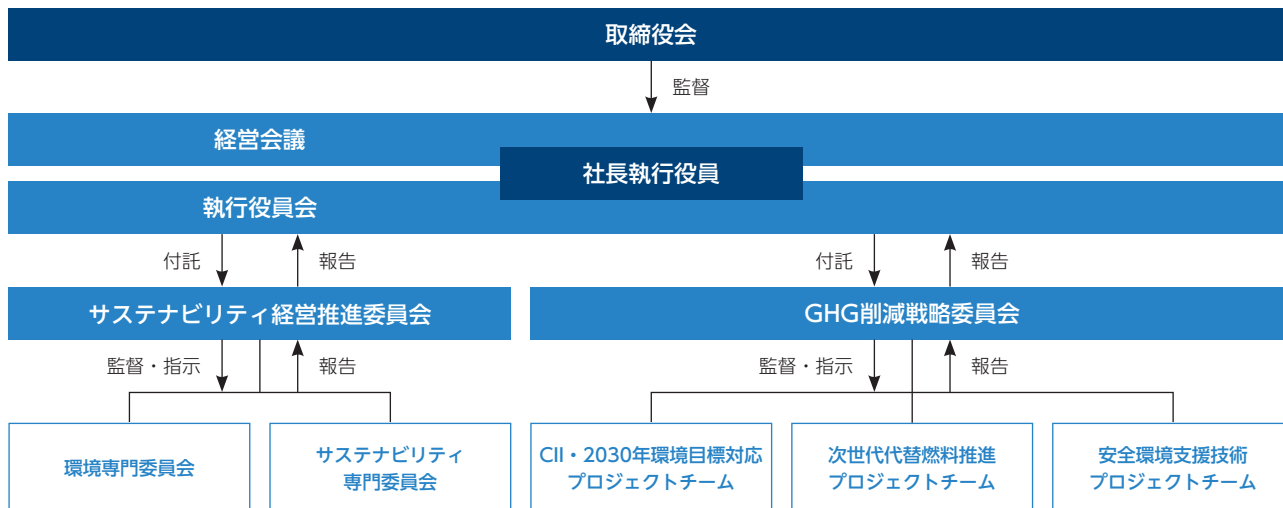 取締役会
監督
経営会議
社長執行役員
執行役員会
付託
報告
付託
報告
サステナビリティ経営推進委員会
GHG削減戦略委員会
監督・指示
報告
監督・指示
報告
環境専門委員会
サステナビリティ
専門委員会
CII・2030年環境目標対応
プロジェクトチーム
次世代代替燃料推進
プロジェクトチーム
安全環境支援技術
プロジェクトチーム